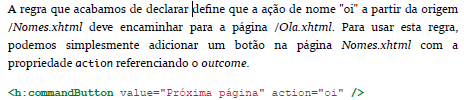 A regra que acabamos de declarar define que a ação de nome "oi" a partir da origem
/Nomes.xhtml deve encaminhar para a página /Ola.xhtml. Para usar esta regra,
podemos simplesmente adicionar um botão na página Nomes.xhtml com a
propriedade action referenciando o outcome.
<h:commandButton value="Próxima página" action="oi" />